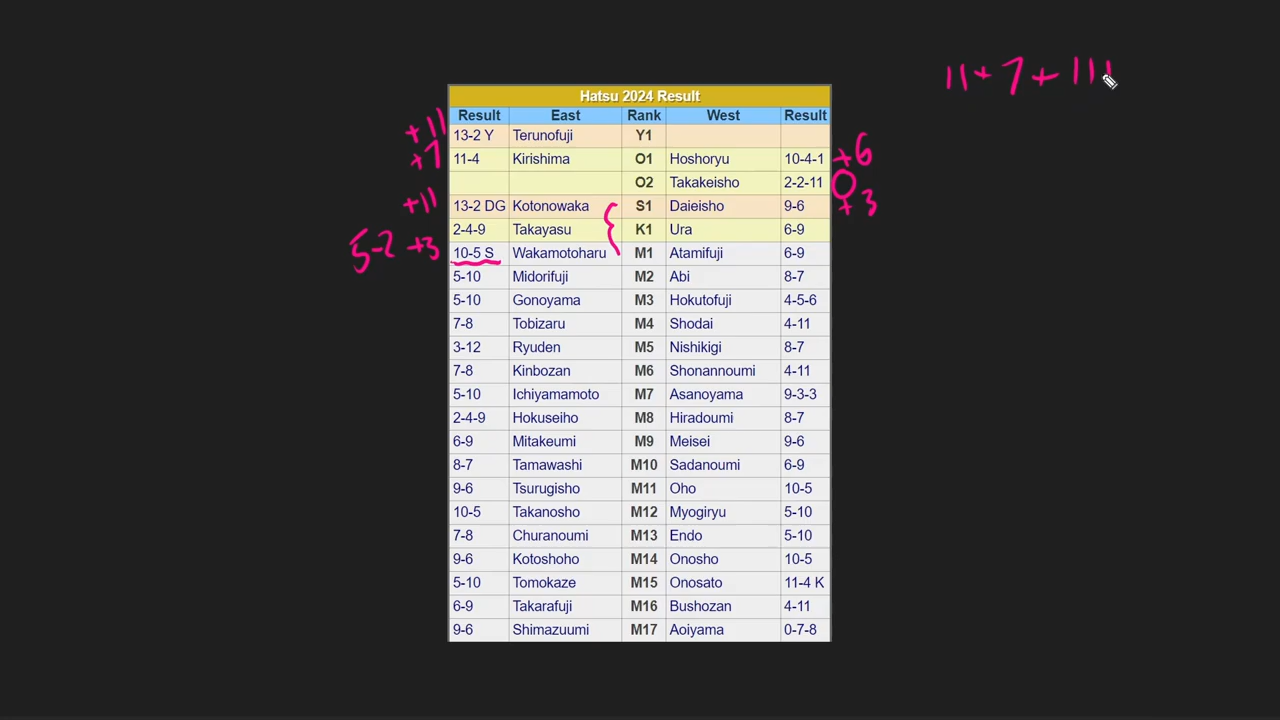 11 + 7 + 111
Hatsu 2024 Result
Result East Rank West Result
+11 13-2 Y Terunofuji Y1
+7 11-4 Kirishima O1 Hoshoryu 10-4-1 +6
O2 Takakeisho 2-2-11 0
+11 13-2 DG Kotonowaka S1 Daieisho 9-6 +3
2-4-9 Takayasu K1 Ura 6-9
5-2 +3 10-5 S Wakamotoharu M1 Atamifuji 6-9
5-10 Midorifuji M2 Abi 8-7
5-10 Gonoyama M3 Hokutofuji 4-5-6
7-8 Tobizaru M4 Shodai 4-11
3-12 Ryuden M5 Nishikigi 8-7
7-8 Kinbozan M6 Shonannoumi 4-11
5-10 Ichiyamamoto M7 Asanoyama 9-3-3
2-4-9 Hokuseiho M8 Hiradoumi 8-7
6-9 Mitakeumi M9 Meisei 9-6
8-7 Tamawashi M10 Sadanoumi 6-9
9-6 Tsurugisho M11 Oho 10-5
10-5 Takanosho M12 Myogiryu 5-10
7-8 Churanoumi M13 Endo 5-10
9-6 Kotoshoho M14 Onosho 10-5
5-10 Tomokaze M15 Onosato 11-4 K
6-9 Takarafuji M16 Bushozan 4-11
9-6 Shimazuumi M17 Aoiyama 0-7-8